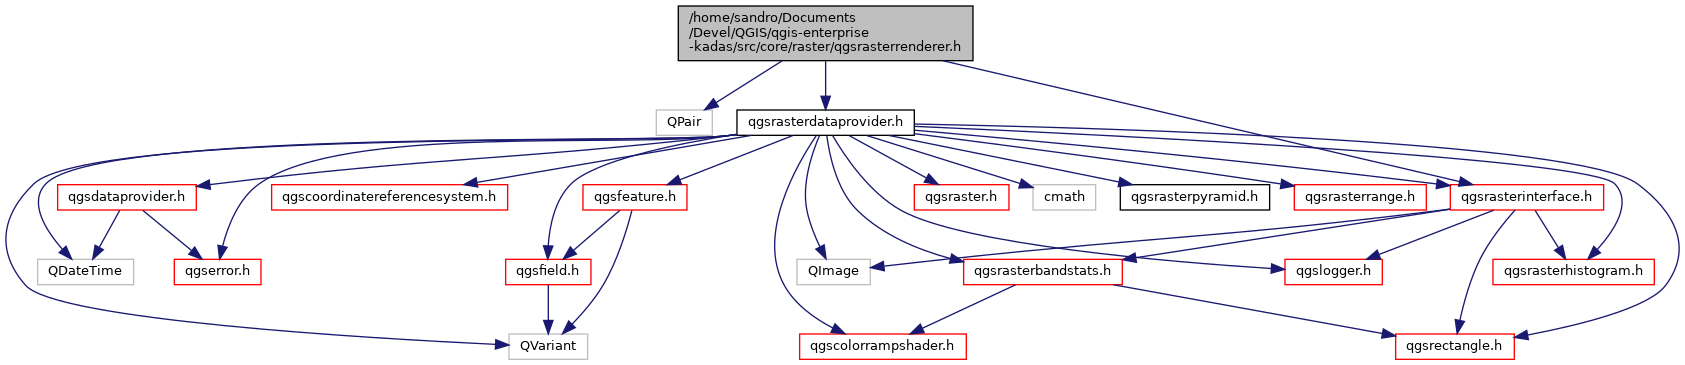 /home/sandro/Documents
/Devel/QGIS/qgis-enterprise
-kadas/src/core/raster/qgsrasterrenderer.h
QPair
qgsrasterdataprovider.h
qgsdataprovider.h
qgscoordinatereferencesystem.h
qgsfeature.h
qgsraster.h
cmath
qgsrasterpyramid.h
qgsrasterrange.h
qgsrasterinterface.h
QDateTime
qgserror.h
qgsfield.h
QImage
qgsrasterbandstats.h
qgslogger.h
qgsrasterhistogram.h
QVariant
qgscolorrampshader.h
qgsrectangle.h